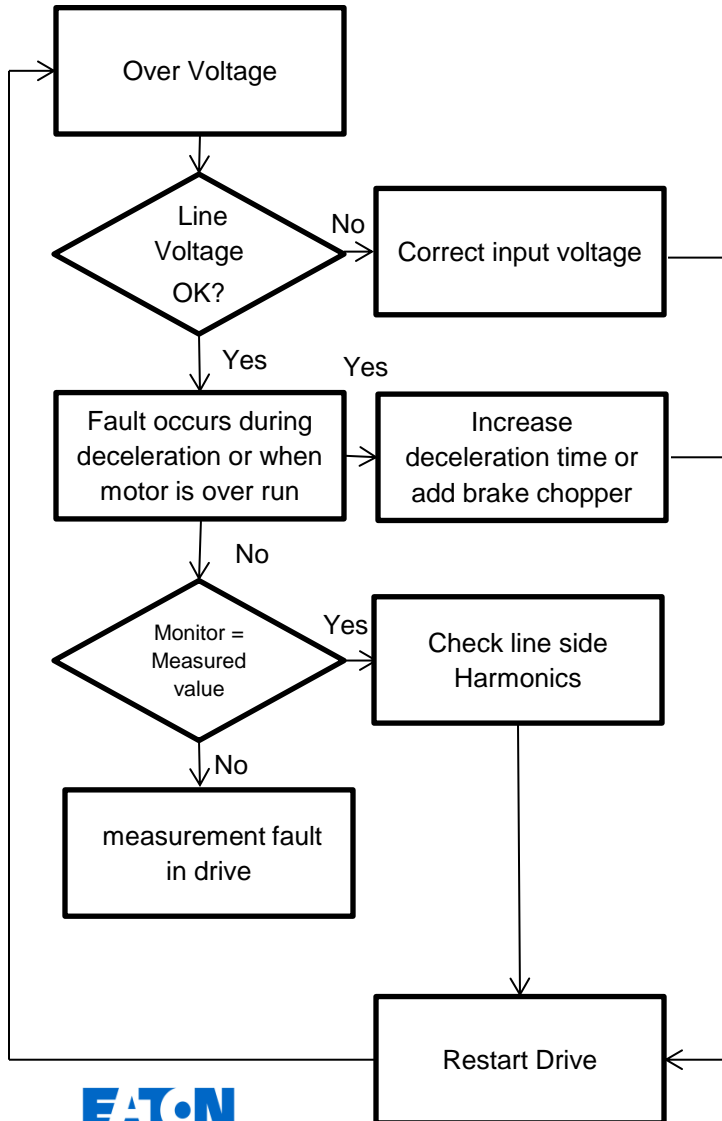 Over Voltage
Line
Voltage
OK?
No
Correct input voltage
Yes
Yes
Fault occurs during
deceleration or when
motor is over run
Increase
deceleration time or
add brake chopper
No
Monitor =
Measured
value
Yes
Check line side
Harmonics
No
measurement fault
in drive
Restart Drive
EATON